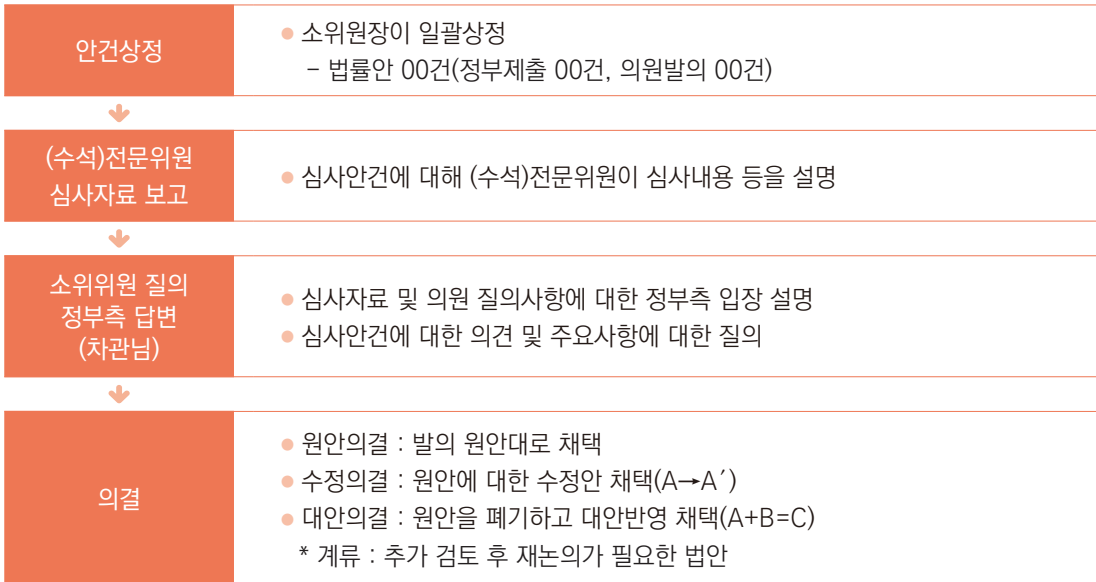 안건상정
● 소위원장이 일괄상정
– 법률안 00건(정부제출 00건, 의원발의 00건)
(수석)전문위원
심사자료 보고
● 심사안건에 대해 (수석)전문위원이 심사내용 등을 설명
소위위원 질의
정부측 답변
(차관님)
● 심사자료 및 의원 질의사항에 대한 정부측 입장 설명
● 심사안건에 대한 의견 및 주요사항에 대한 질의
의결
● 원안의결 : 발의 원안대로 채택
● 수정의결 : 원안에 대한 수정안 채택(A→A´)
● 대안의결 : 원안을 폐기하고 대안반영 채택(A+B=C)
* 계류 : 추가 검토 후 재논의가 필요한 법안